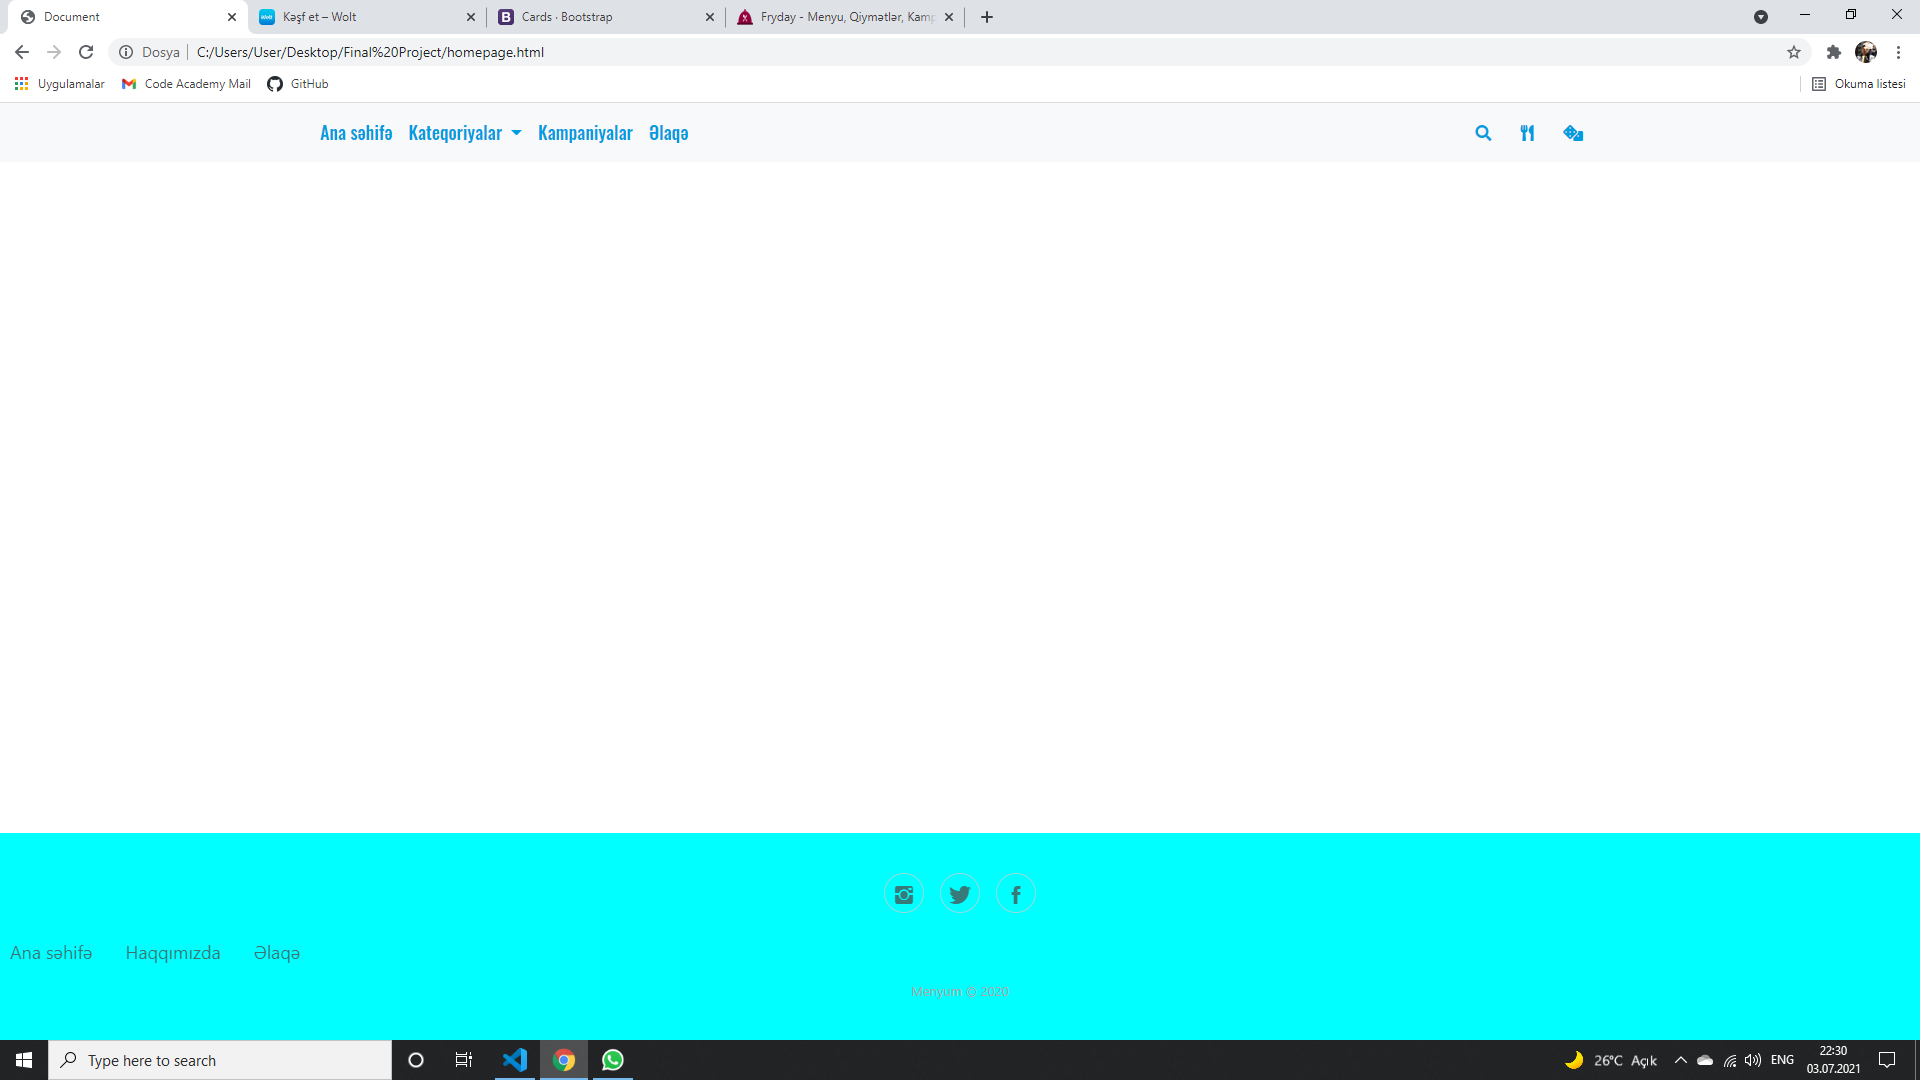 Document
Kəşf et – Wolt
Cards · Bootstrap
Fryday - Menyu, Qiymətlər, Kamp
Dosya
C:/Users/User/Desktop/Final%20Project/homepage.html
Uygulamalar
Code Academy Mail
GitHub
Okuma listesi
Ana səhifə
Kateqoriyalar
Kampaniyalar
Əlaqə
Ana səhifə
Haqqımızda
Əlaqə
Menyum © 2020
Type here to search
26°C Açık
ENG
22:30
03.07.2021